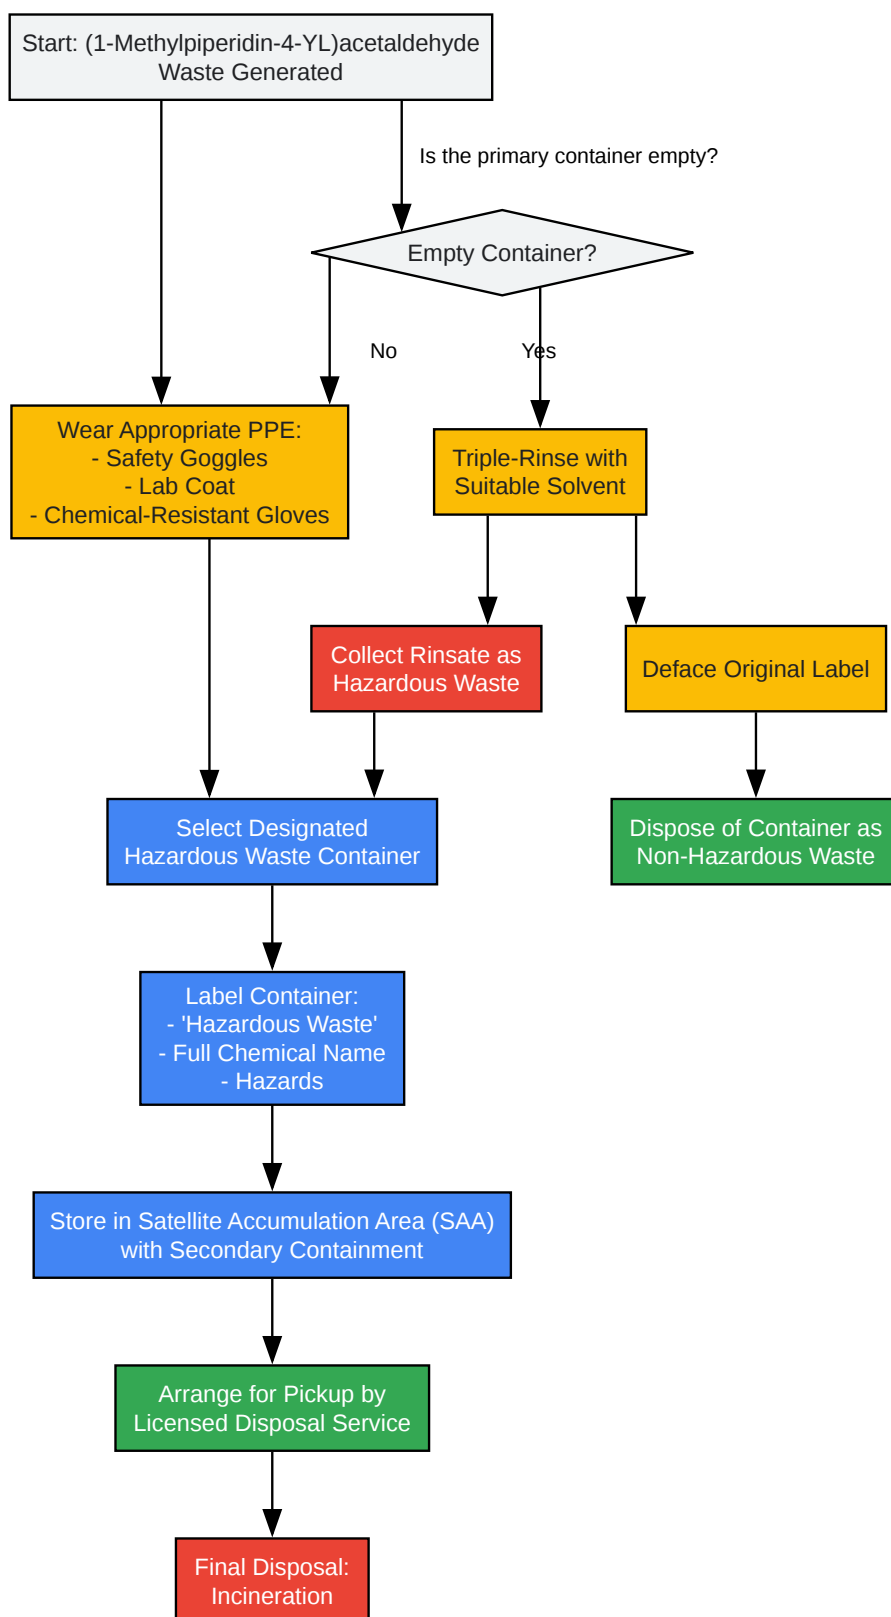 Start: (1-Methylpiperidin-4-YL)acetaldehyde
Waste Generated
Is the primary container empty?
Empty Container?
No
Yes
Wear Appropriate PPE:
- Safety Goggles
- Lab Coat
- Chemical-Resistant Gloves
Triple-Rinse with
Suitable Solvent
Collect Rinsate as
Hazardous Waste
Deface Original Label
Select Designated
Hazardous Waste Container
Dispose of Container as
Non-Hazardous Waste
Label Container:
- 'Hazardous Waste'
- Full Chemical Name
- Hazards
Store in Satellite Accumulation Area (SAA)
with Secondary Containment
Arrange for Pickup by
Licensed Disposal Service
Final Disposal:
Incineration